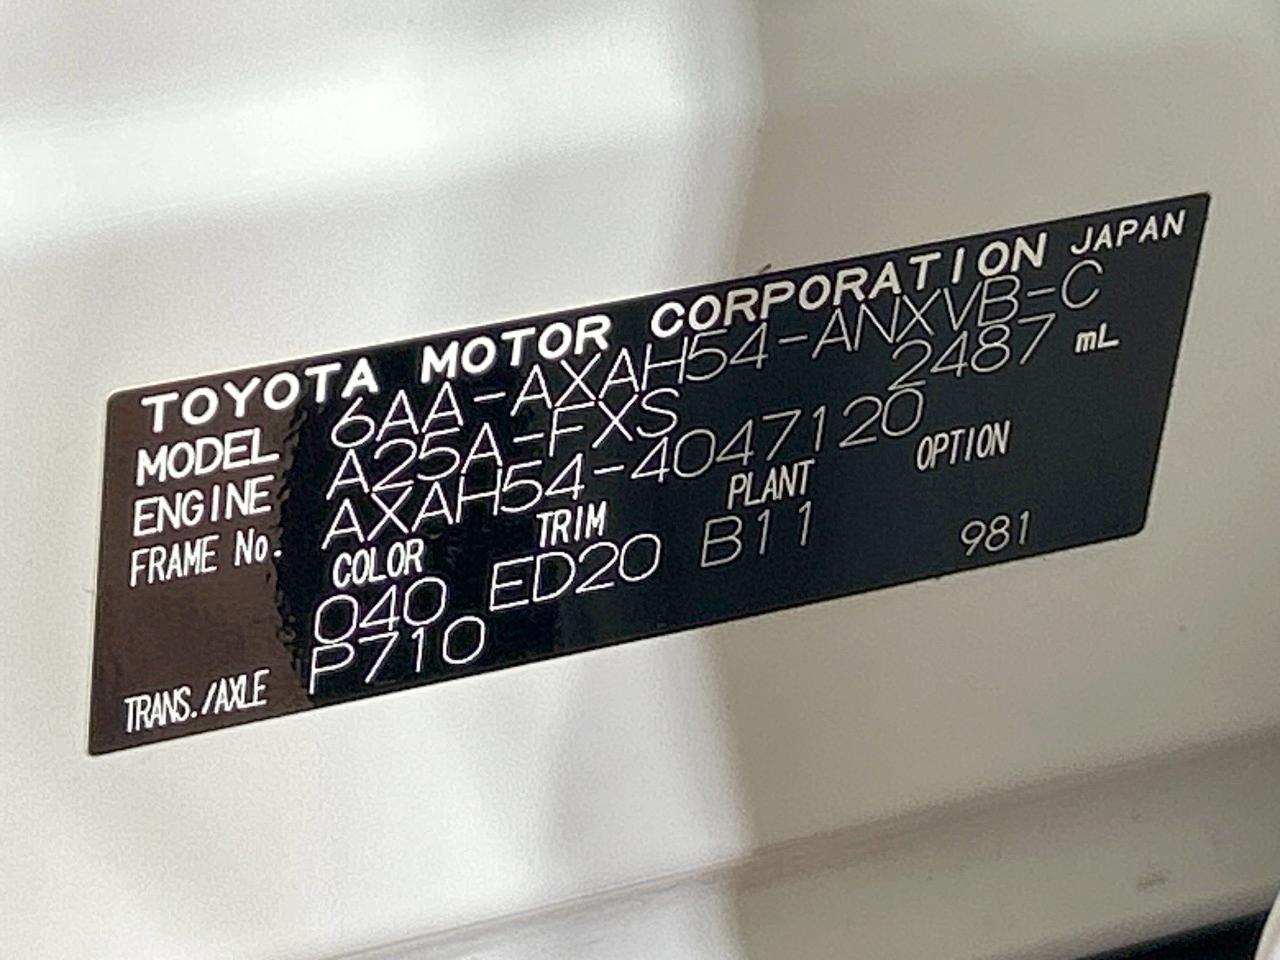 TOYOTA MOTOR CORPORATION JAPAN
MODEL 6AA-AXAH54-ANXVB-C
ENGINE A25A-FXS 2487 mL
FRAME No. AXAH54-4047120
COLOR TRIM PLANT OPTION
040 ED20 B11 981
TRANS./AXLE P710